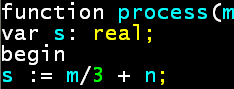 function process(m
var s: real;
begin
s := m/3 + n;